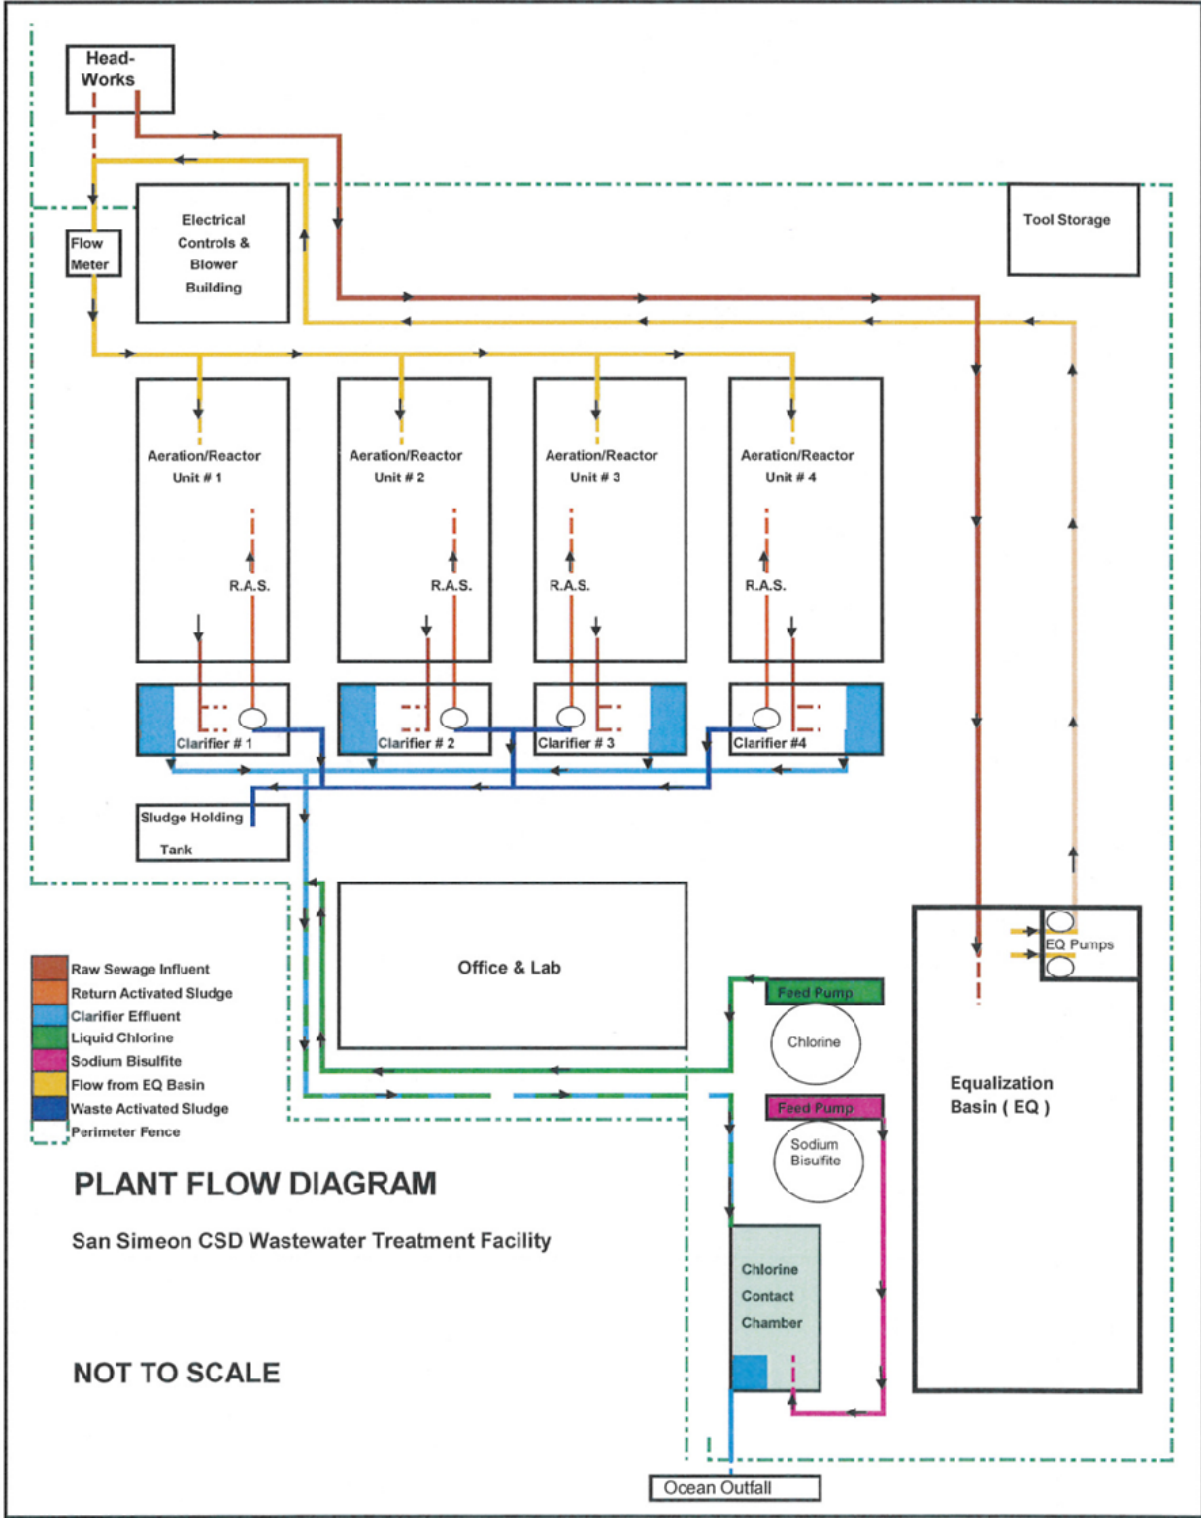 Head-
Works
Electrical
Controls &
Blower
Building
Tool Storage
Flow
Meter
Aeration/Reactor
Unit # 1
Aeration/Reactor
Unit # 2
Aeration/Reactor
Unit # 3
Aeration/Reactor
Unit # 4
R.A.S.
R.A.S.
R.A.S.
R.A.S.
Clarifier # 1
Clarifier # 2
Clarifier # 3
Clarifier #4
Sludge Holding
Tank
Office & Lab
EQ Pumps
Feed Pump
Chlorine
Equalization
Basin ( EQ )
Feed Pump
Sodium
Bisulfite
Chlorine
Contact
Chamber
Ocean Outfall
Raw Sewage Influent
Return Activated Sludge
Clarifier Effluent
Liquid Chlorine
Sodium Bisulfite
Flow from EQ Basin
Waste Activated Sludge
Perimeter Fence
PLANT FLOW DIAGRAM
San Simeon CSD Wastewater Treatment Facility
NOT TO SCALE